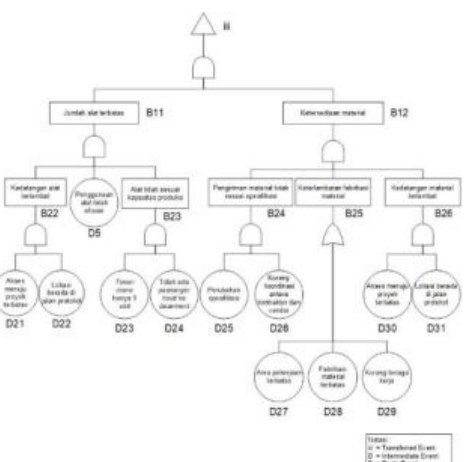 iii
Jumlah alat terbatas B11
Ketersediaan material B12
Kedatangan alat
terlambat
B22
Penggunaan
alat tidak
efisien
D5
Alat tidak sesuai
kapasitas produksi
B23
Pengiriman material tidak
sesuai spesifikasi
B24
Keterlambatan fabrikasi
material
B25
Kedatangan material
terlambat
B26
Akses
menuju
proyek
terbatas
D21
Lokasi
berada di
jalan protokol
D22
Tower
crane
hanya 1
unit
D23
Tidak ada
passenger
hoist
D24
Perubahan
spesifikasi
D25
Kurang
koordinasi
antara
kontraktor dan
vendor
D26
Akses menuju
proyek
terbatas
D30
Lokasi berada
di jalan
protokol
D31
Area pekerjaan
terbatas
D27
Fabrikasi
material
terbatas
D28
Kurang tenaga
kerja
D29
Notasi:
iii = Transferred Event
B = Intermediate Event